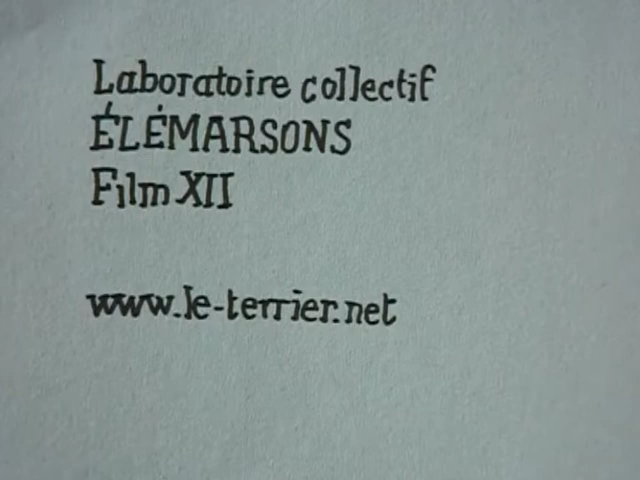 Laboratoire collectif
ÉLÉMARSONS
Film XII
www.le-terrier.net